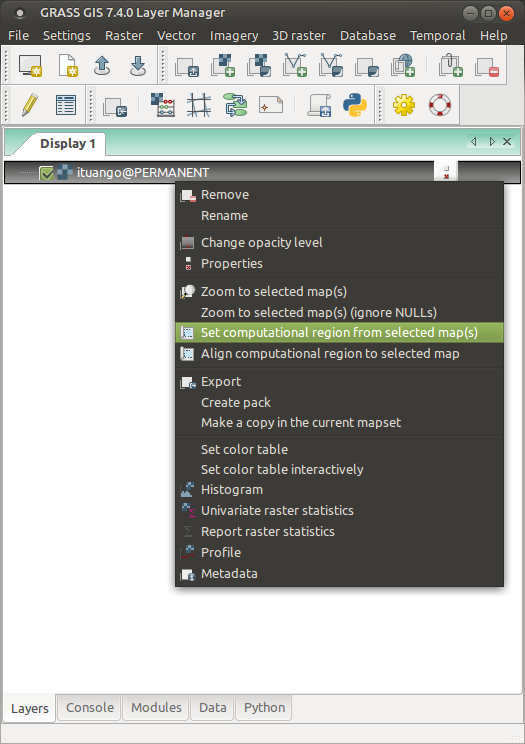 GRASS GIS 7.4.0 Layer Manager
File Settings Raster Vector Imagery 3D raster Database Temporal Help
Display 1
ituango@PERMANENT
Remove
Rename
Change opacity level
Properties
Zoom to selected map(s)
Zoom to selected map(s) (ignore NULLs)
Set computational region from selected map(s)
Align computational region to selected map
Export
Create pack
Make a copy in the current mapset
Set color table
Set color table interactively
Histogram
Univariate raster statistics
Report raster statistics
Profile
Metadata
Layers Console Modules Data Python